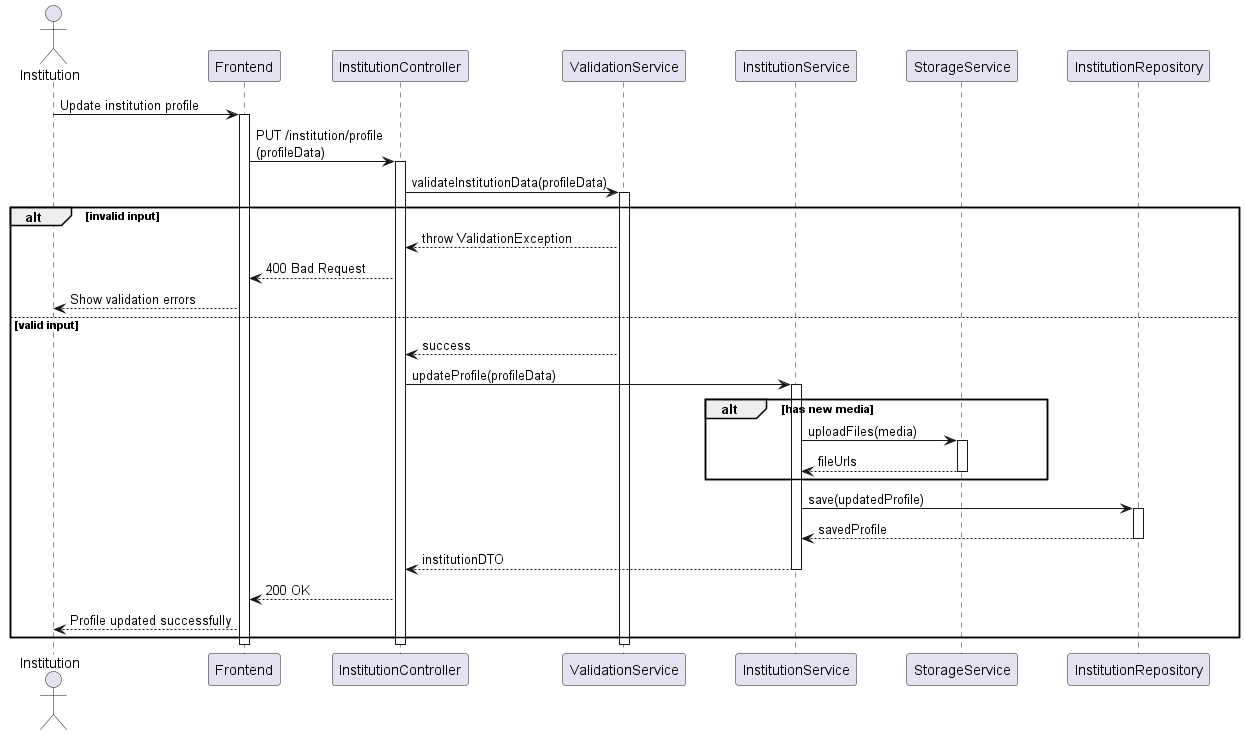 Institution
Frontend
InstitutionController
ValidationService
InstitutionService
StorageService
InstitutionRepository
Update institution profile
PUT /institution/profile
(profileData)
validateInstitutionData(profileData)
alt [invalid input]
throw ValidationException
400 Bad Request
Show validation errors
[valid input]
success
updateProfile(profileData)
alt [has new media]
uploadFiles(media)
fileUrls
save(updatedProfile)
savedProfile
institutionDTO
200 OK
Profile updated successfully
Institution
Frontend
InstitutionController
ValidationService
InstitutionService
StorageService
InstitutionRepository